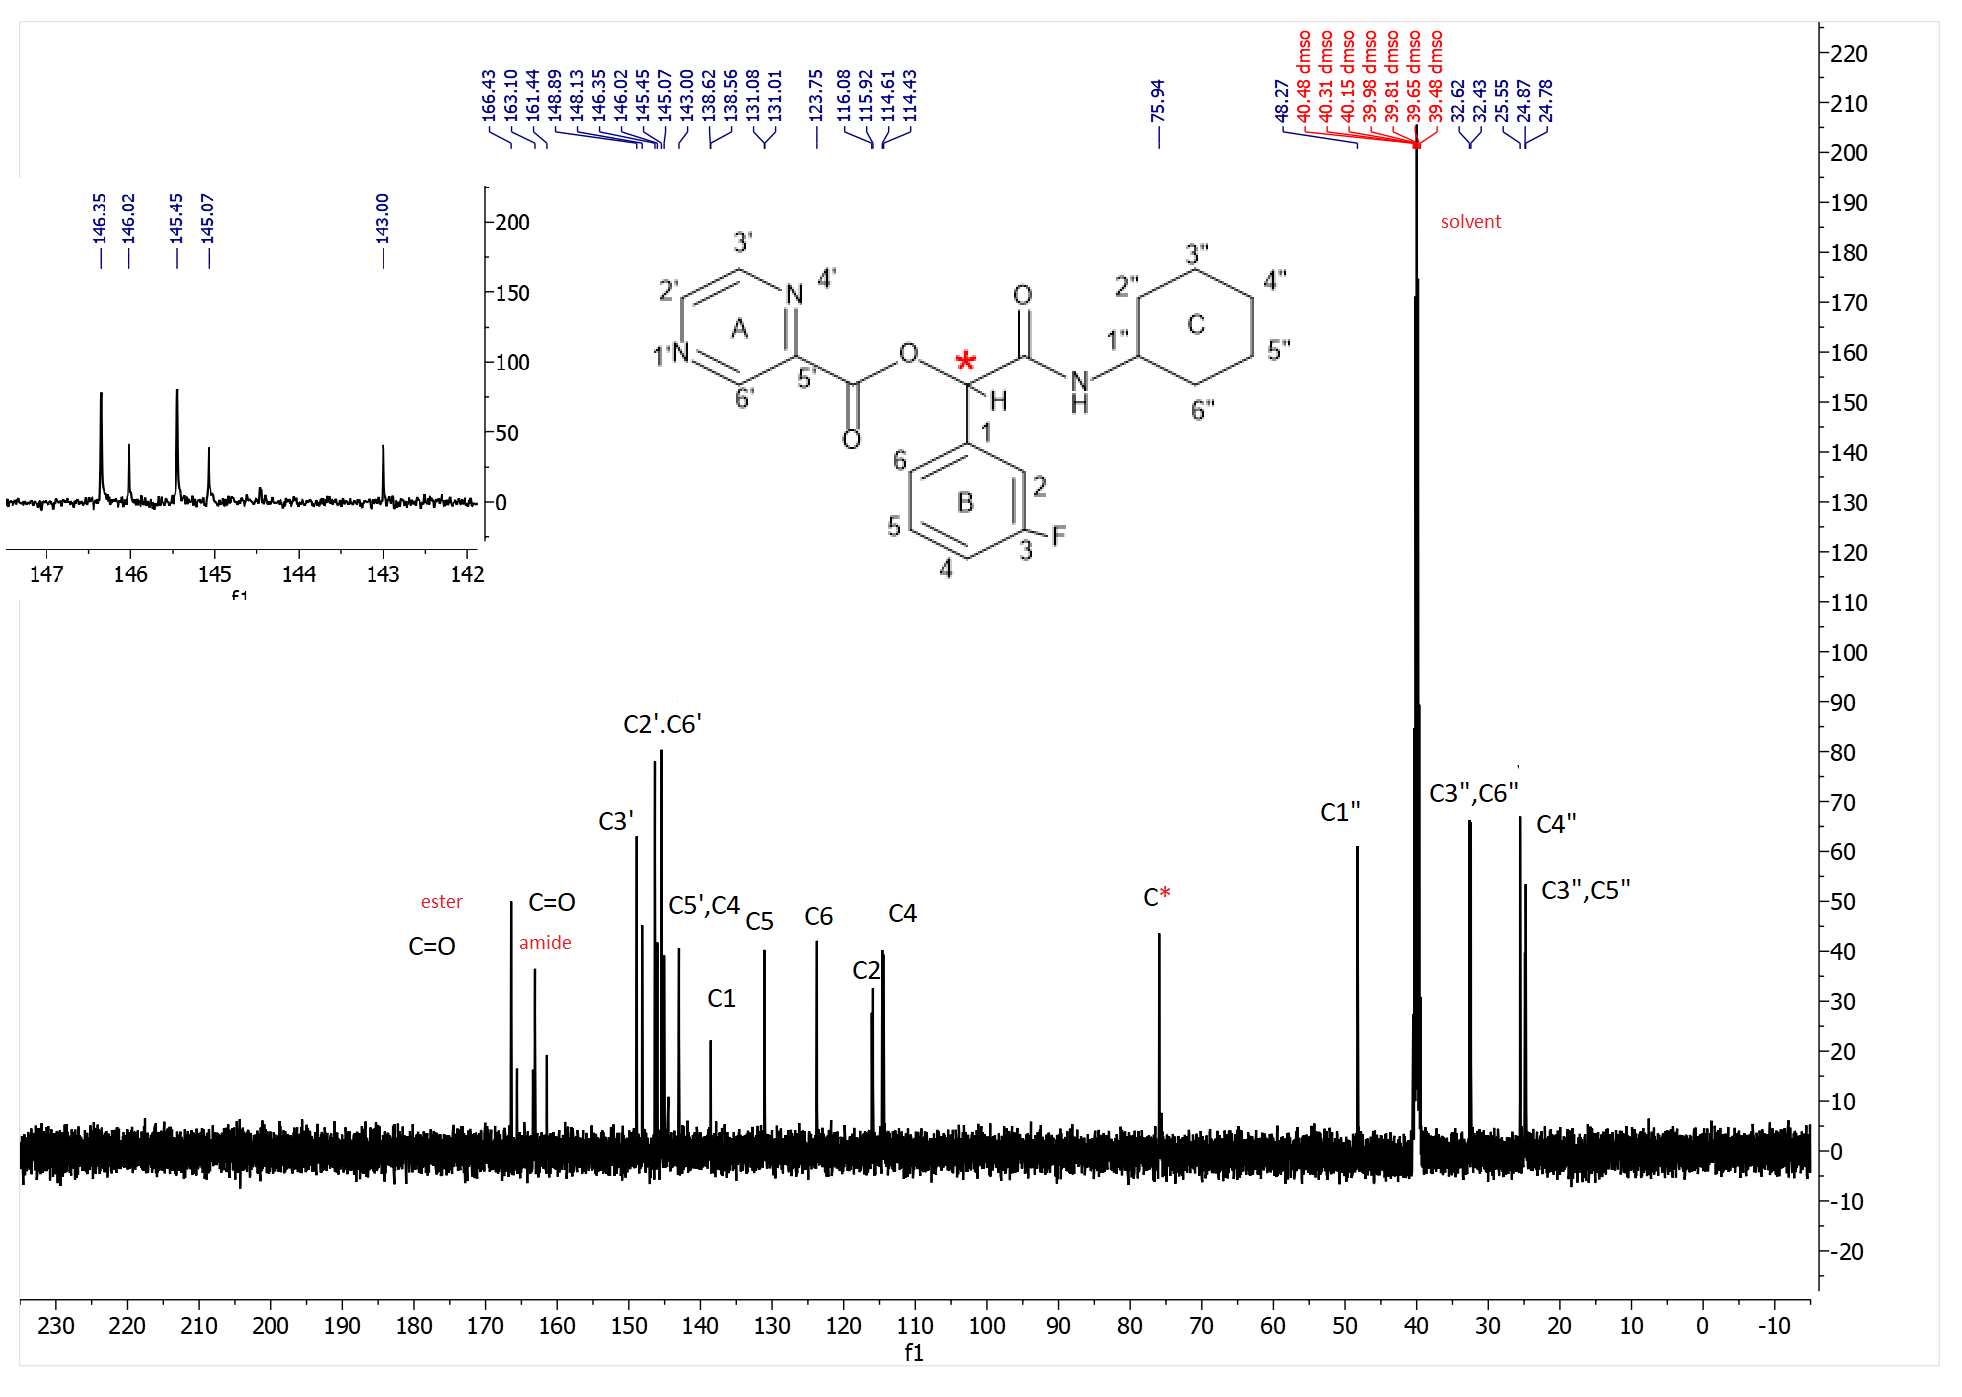 166.43
163.10
161.44
148.89
148.13
146.35
146.02
145.45
145.07
143.00
138.62
138.56
131.08
131.01
123.75
116.08
115.92
114.61
114.43
75.94
48.27
40.48 dmso
40.31 dmso
40.15 dmso
39.98 dmso
39.81 dmso
39.65 dmso
39.48 dmso
32.62
32.43
25.55
24.87
24.78
146.35
146.02
145.45
145.07
143.00
200
150
100
50
0
147 146 145 144 143 142
f1
3'
2'
4'
N
A
1'
N
5'
6'
O
O
*
H
O
N
H
1"
2"
3"
4"
C
5"
6"
1
6
2
B
5
3
F
4
solvent
C2'.C6'
C3'
ester
C=O
C=O
amide
C5',C4
C1
C5
C6
C2
C4
C*
C1"
C3",C6"
C4"
C3",C5"
220
210
200
190
180
170
160
150
140
130
120
110
100
90
80
70
60
50
40
30
20
10
0
-10
-20
230 220 210 200 190 180 170 160 150 140 130 120 110 100 90 80 70 60 50 40 30 20 10 0 -10
f1